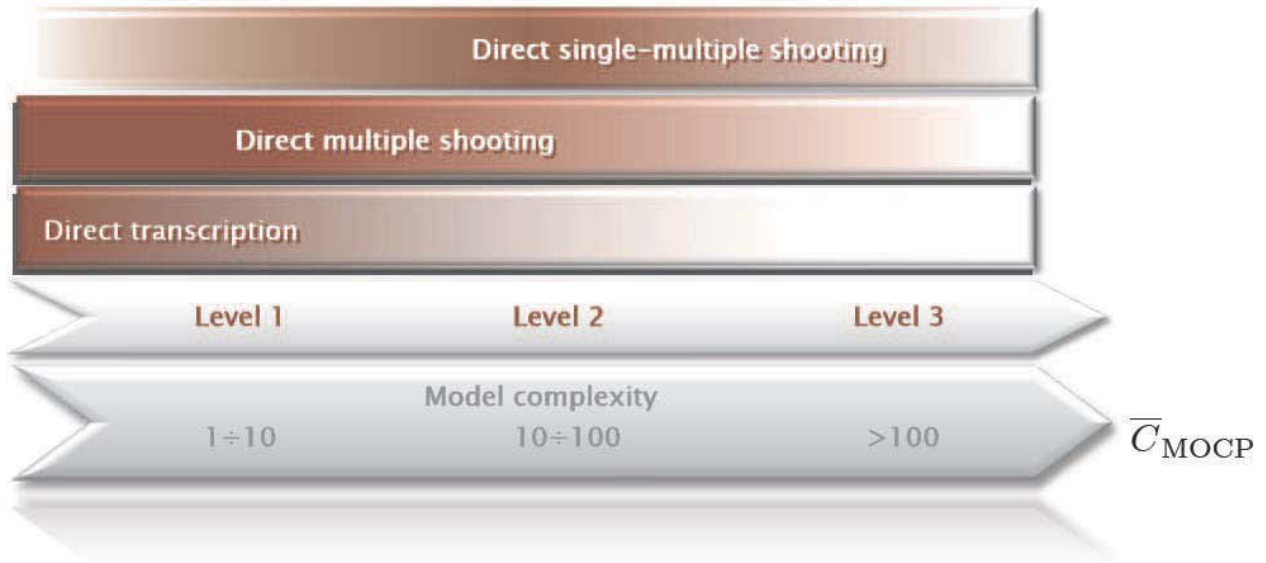 Direct single-multiple shooting
Direct multiple shooting
Direct transcription
Level 1 Level 2 Level 3
Model complexity
1÷10 10÷100 >100
C̅MOCP